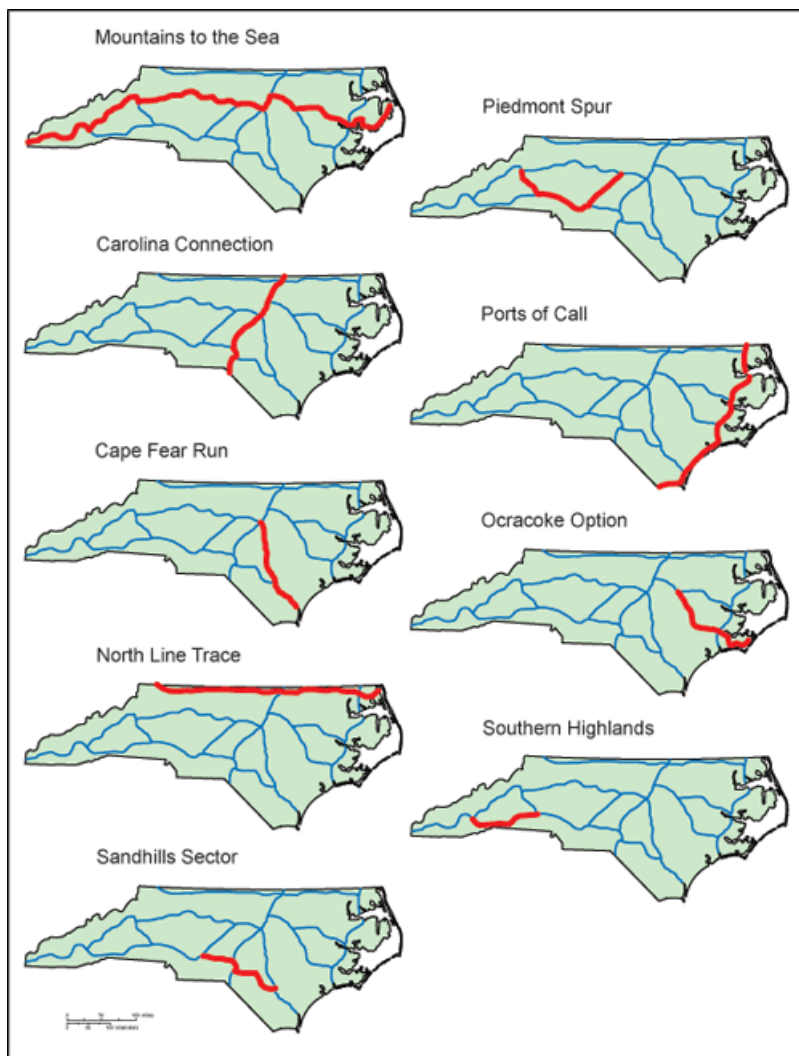 Mountains to the Sea
Piedmont Spur
Carolina Connection
Ports of Call
Cape Fear Run
Ocracoke Option
North Line Trace
Southern Highlands
Sandhills Sector